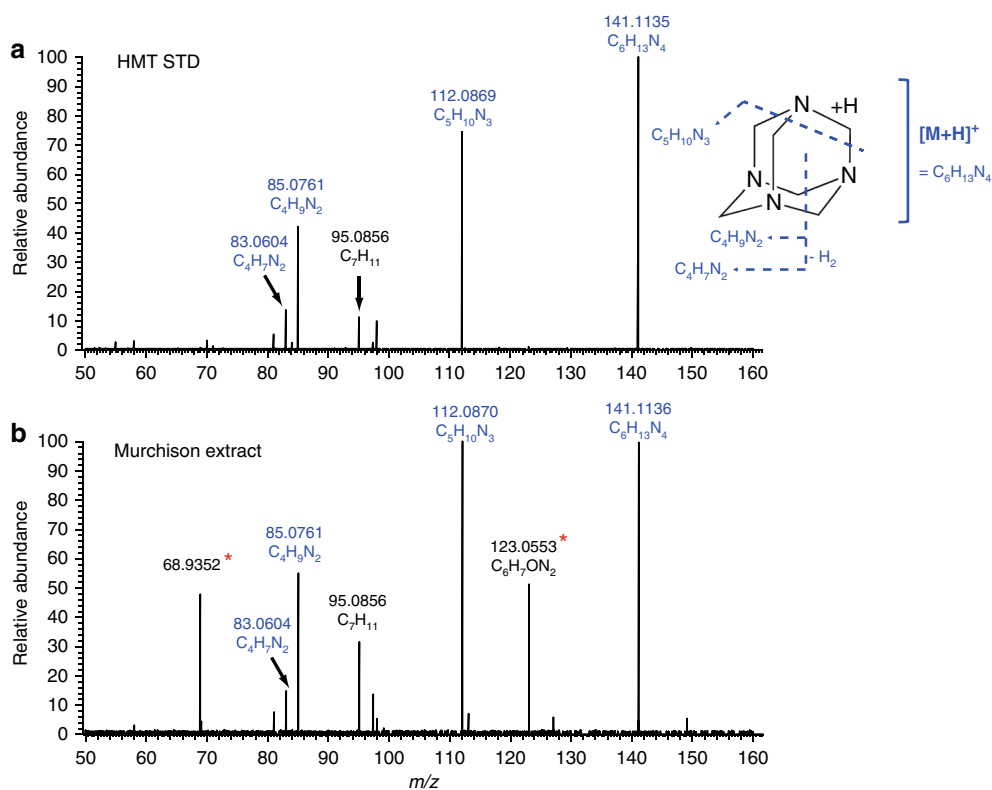 a
HMT STD
141.1135
C₆H₁₃N₄
112.0869
C₅H₁₀N₃
85.0761
C₄H₉N₂
83.0604
C₄H₇N₂
95.0856
C₇H₁₁
Relative abundance
100
90
80
70
60
50
40
30
20
10
0
50 60 70 80 90 100 110 120 130 140 150 160
N +H
N N
N
C₅H₁₀N₃
C₄H₉N₂
- H₂
C₄H₇N₂
[M+H]⁺
= C₆H₁₃N₄
b
Murchison extract
112.0870
C₅H₁₀N₃
141.1136
C₆H₁₃N₄
68.9352 *
85.0761
C₄H₉N₂
83.0604
C₄H₇N₂
95.0856
C₇H₁₁
123.0553 *
C₆H₇ON₂
Relative abundance
100
90
80
70
60
50
40
30
20
10
0
50 60 70 80 90 100 110 120 130 140 150 160
m/z